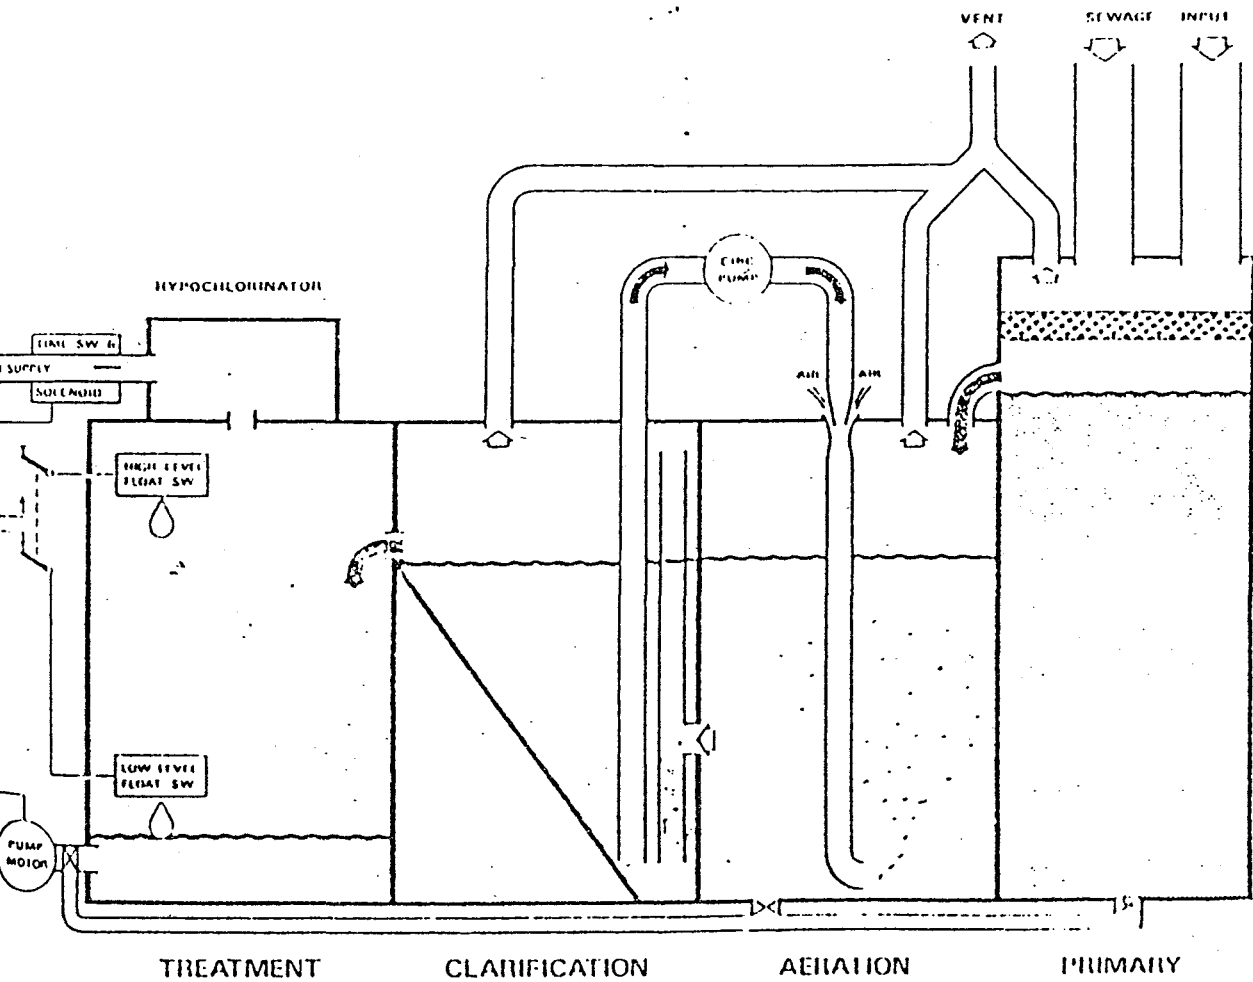 VENT
SEWAGE INPUT
CIRC
PUMP
HYPOCHLORINATOR
TIME SW &
SUPPLY
SOLENOID
AIR AIR
HIGH LEVEL
FLOAT SW
LOW LEVEL
FLOAT SW
PUMP
MOTOR
TREATMENT CLARIFICATION AERATION PRIMARY